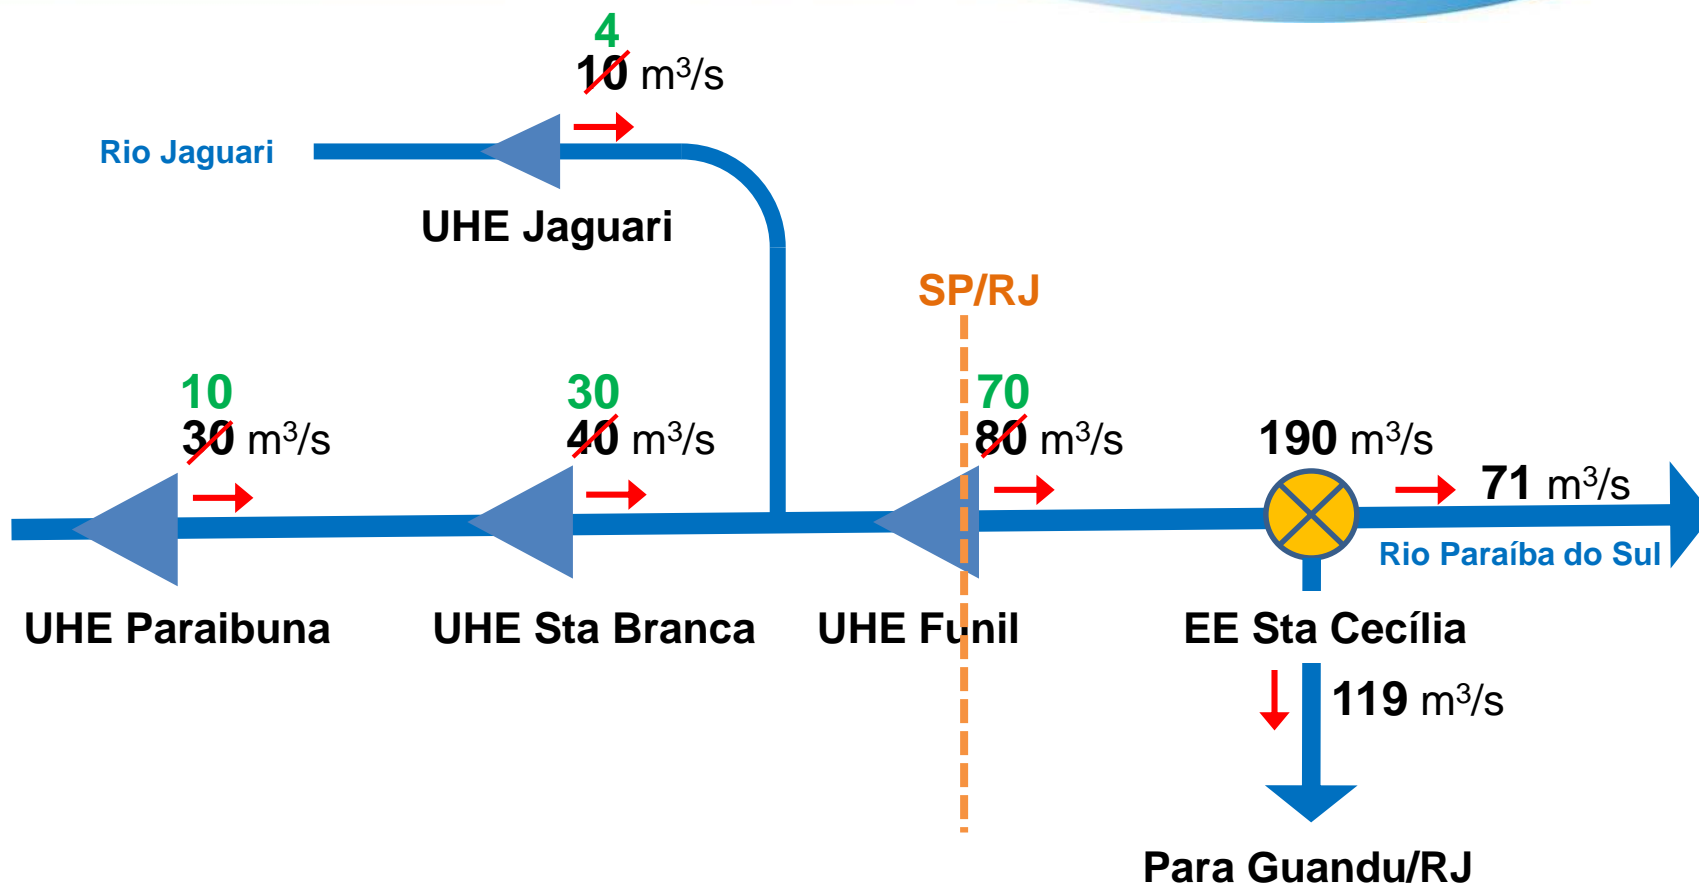 4
10 m³/s
Rio Jaguari
UHE Jaguari
SP/RJ
10
30 m³/s
30
40 m³/s
70
80 m³/s
190 m³/s
71 m³/s
Rio Paraíba do Sul
UHE Paraibuna
UHE Sta Branca
UHE Funil
EE Sta Cecília
119 m³/s
Para Guandu/RJ